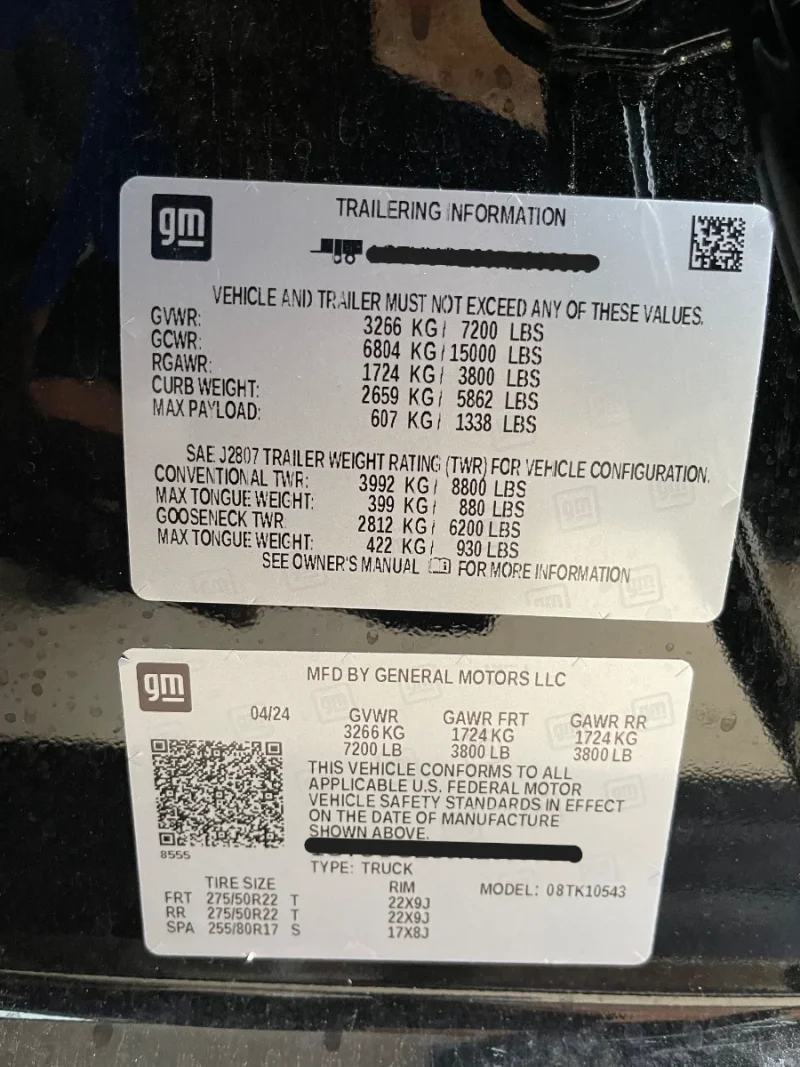 gm
TRAILERING INFORMATION
VEHICLE AND TRAILER MUST NOT EXCEED ANY OF THESE VALUES.
GVWR: 3266 KG/ 7200 LBS
GCWR: 6804 KG/ 15000 LBS
RGAWR: 1724 KG/ 3800 LBS
CURB WEIGHT: 2659 KG/ 5862 LBS
MAX PAYLOAD: 607 KG/ 1338 LBS
SAE J2807 TRAILER WEIGHT RATING (TWR) FOR VEHICLE CONFIGURATION.
CONVENTIONAL TWR: 3992 KG/ 8800 LBS
MAX TONGUE WEIGHT: 399 KG/ 880 LBS
GOOSENECK TWR 2812 KG/ 6200 LBS
MAX TONGUE WEIGHT: 422 KG/ 930 LBS
SEE OWNER'S MANUAL FOR MORE INFORMATION
gm
MFD BY GENERAL MOTORS LLC
04/24 GVWR GAWR FRT GAWR RR
3266 KG 1724 KG 1724 KG
7200 LB 3800 LB 3800 LB
THIS VEHICLE CONFORMS TO ALL
APPLICABLE U.S. FEDERAL MOTOR
VEHICLE SAFETY STANDARDS IN EFFECT
ON THE DATE OF MANUFACTURE
SHOWN ABOVE.
8555
TYPE: TRUCK
TIRE SIZE RIM MODEL: 08TK10543
FRT 275/50R22 T 22X9J
RR 275/50R22 T 22X9J
SPA 255/80R17 S 17X8J